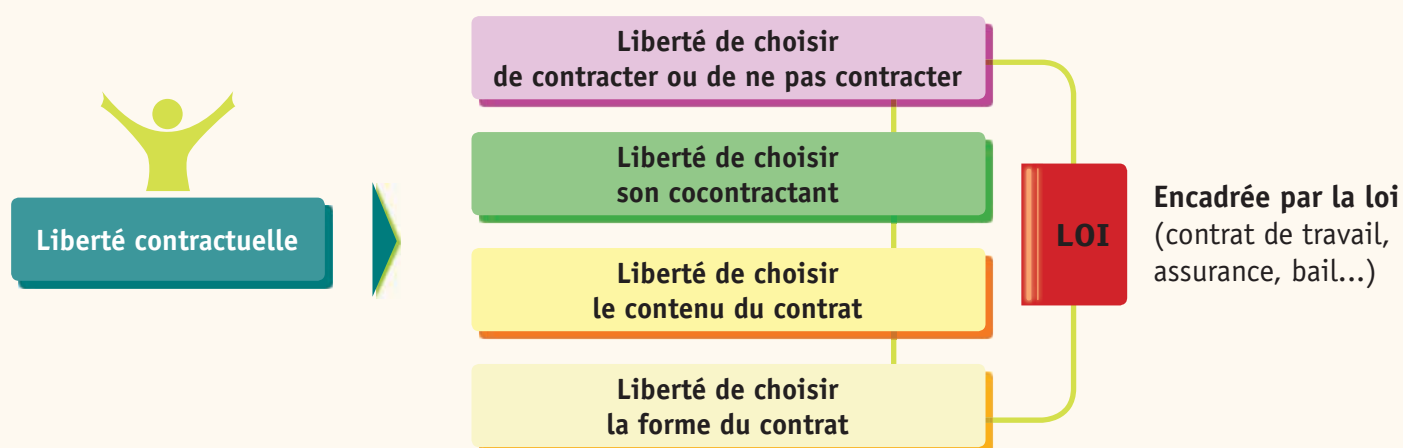 Liberté contractuelle
Liberté de choisir
de contracter ou de ne pas contracter
Liberté de choisir
son cocontractant
Liberté de choisir
le contenu du contrat
Liberté de choisir
la forme du contrat
LOI
Encadrée par la loi
(contrat de travail,
assurance, bail...)